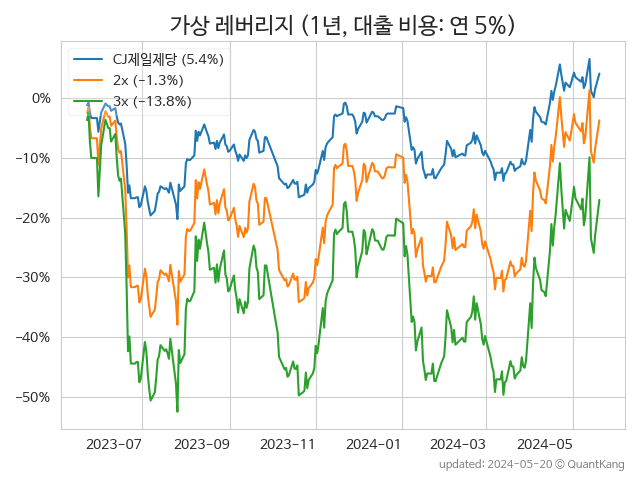 가상 레버리지 (1년, 대출 비용: 연 5%)
CJ제일제당 (5.4%)
2x (−1.3%)
3x (−13.8%)
0%
−10%
−20%
−30%
−40%
−50%
2023-07
2023-09
2023-11
2024-01
2024-03
2024-05
updated: 2024-05-20 © QuantKang